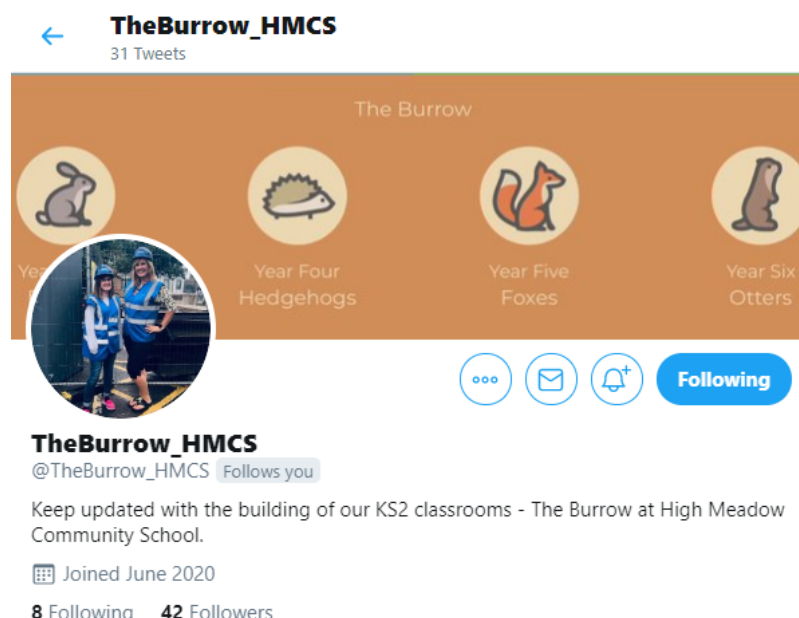 TheBurrow_HMCS
31 Tweets
The Burrow
Year Four
Hedgehogs
Year Five
Foxes
Year Six
Otters
Following
TheBurrow_HMCS
@TheBurrow_HMCS Follows you
Keep updated with the building of our KS2 classrooms - The Burrow at High Meadow
Community School.
Joined June 2020
8 Following 42 Followers